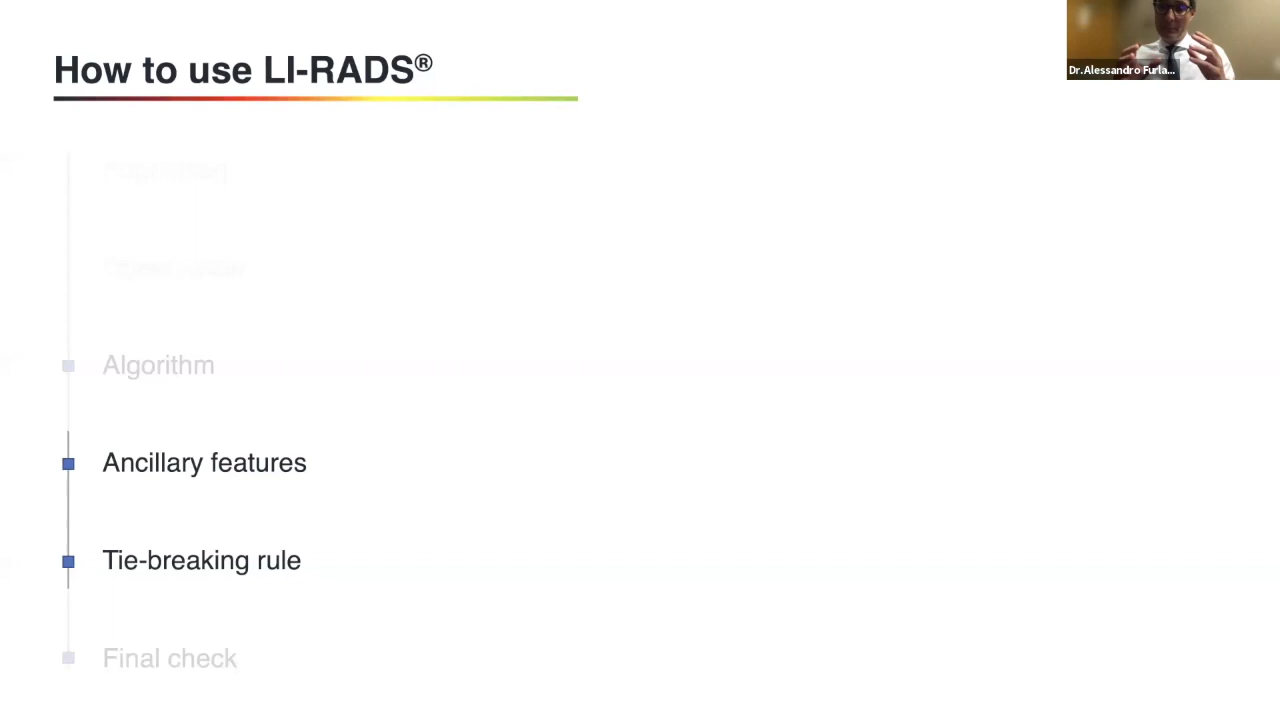 How to use LI-RADS®
Dr.Alessandro Furla...
Algorithm
Ancillary features
Tie-breaking rule
Final check